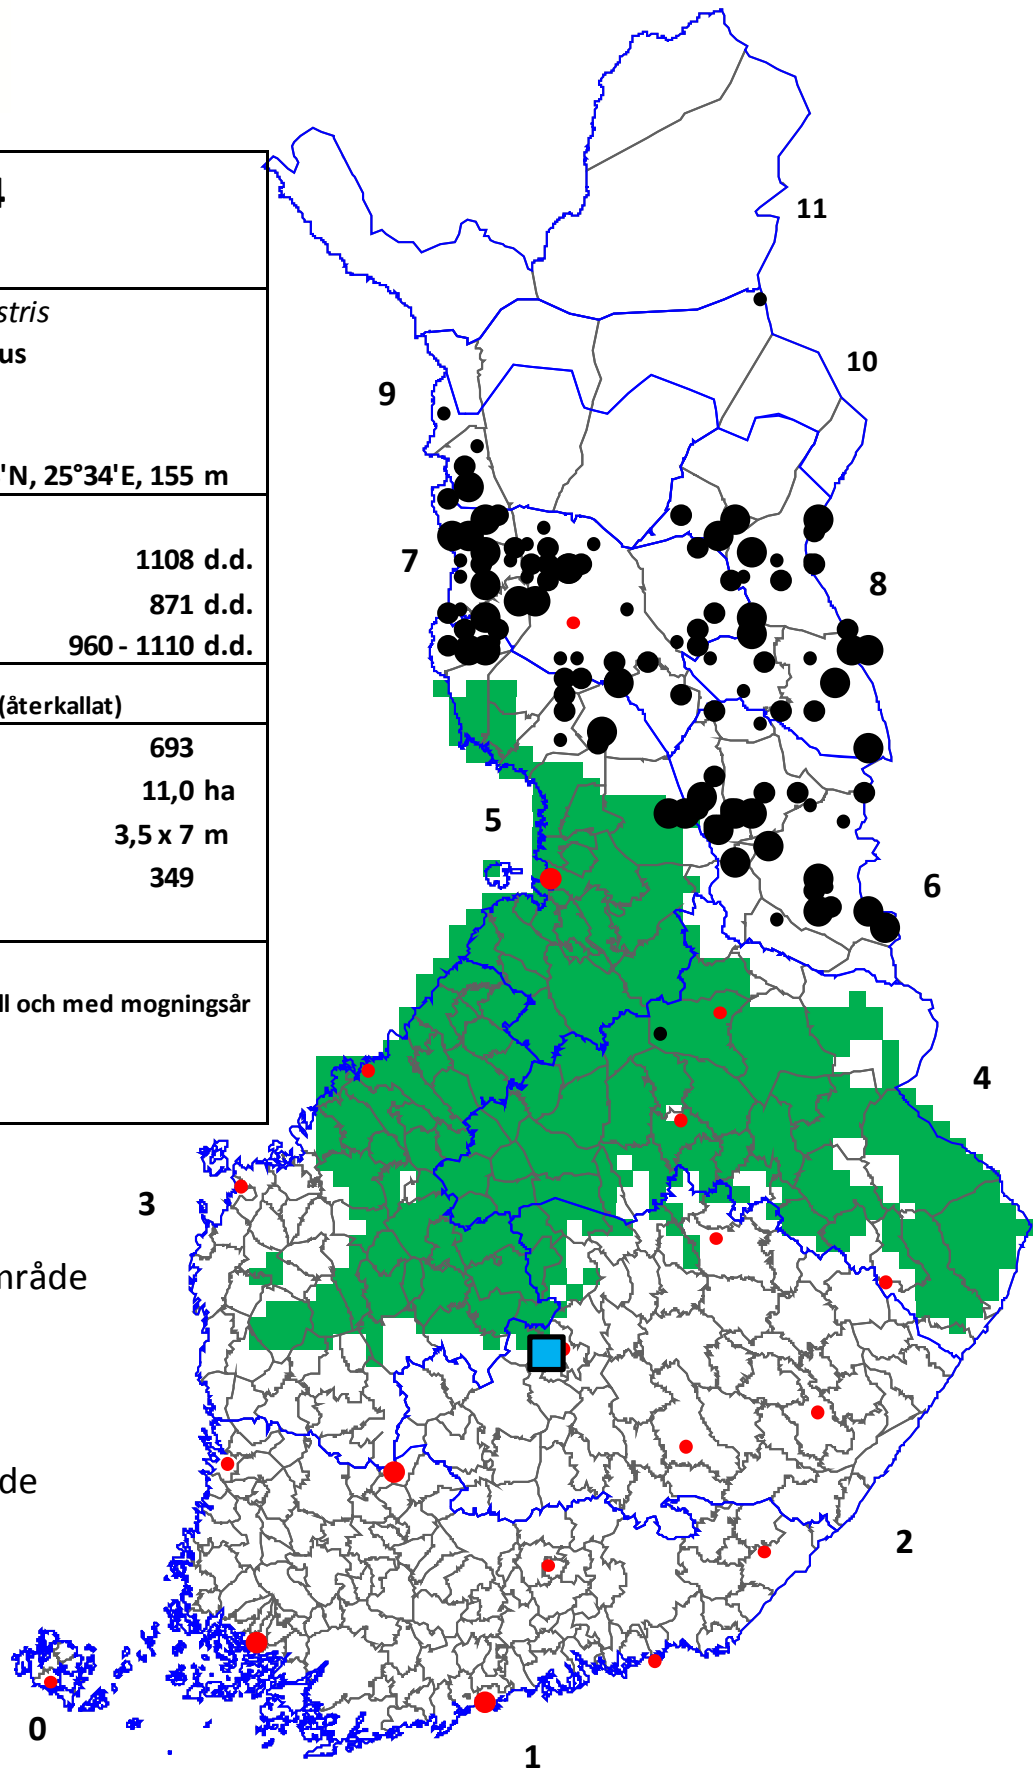 4
stris
us
'N, 25°34'E, 155 m
1108 d.d.
871 d.d.
960 - 1110 d.d.
(återkallat)
693
11,0 ha
3,5 x 7 m
349
ll och med mogningsår
mråde
de
11
10
9
8
7
6
5
4
3
2
1
0